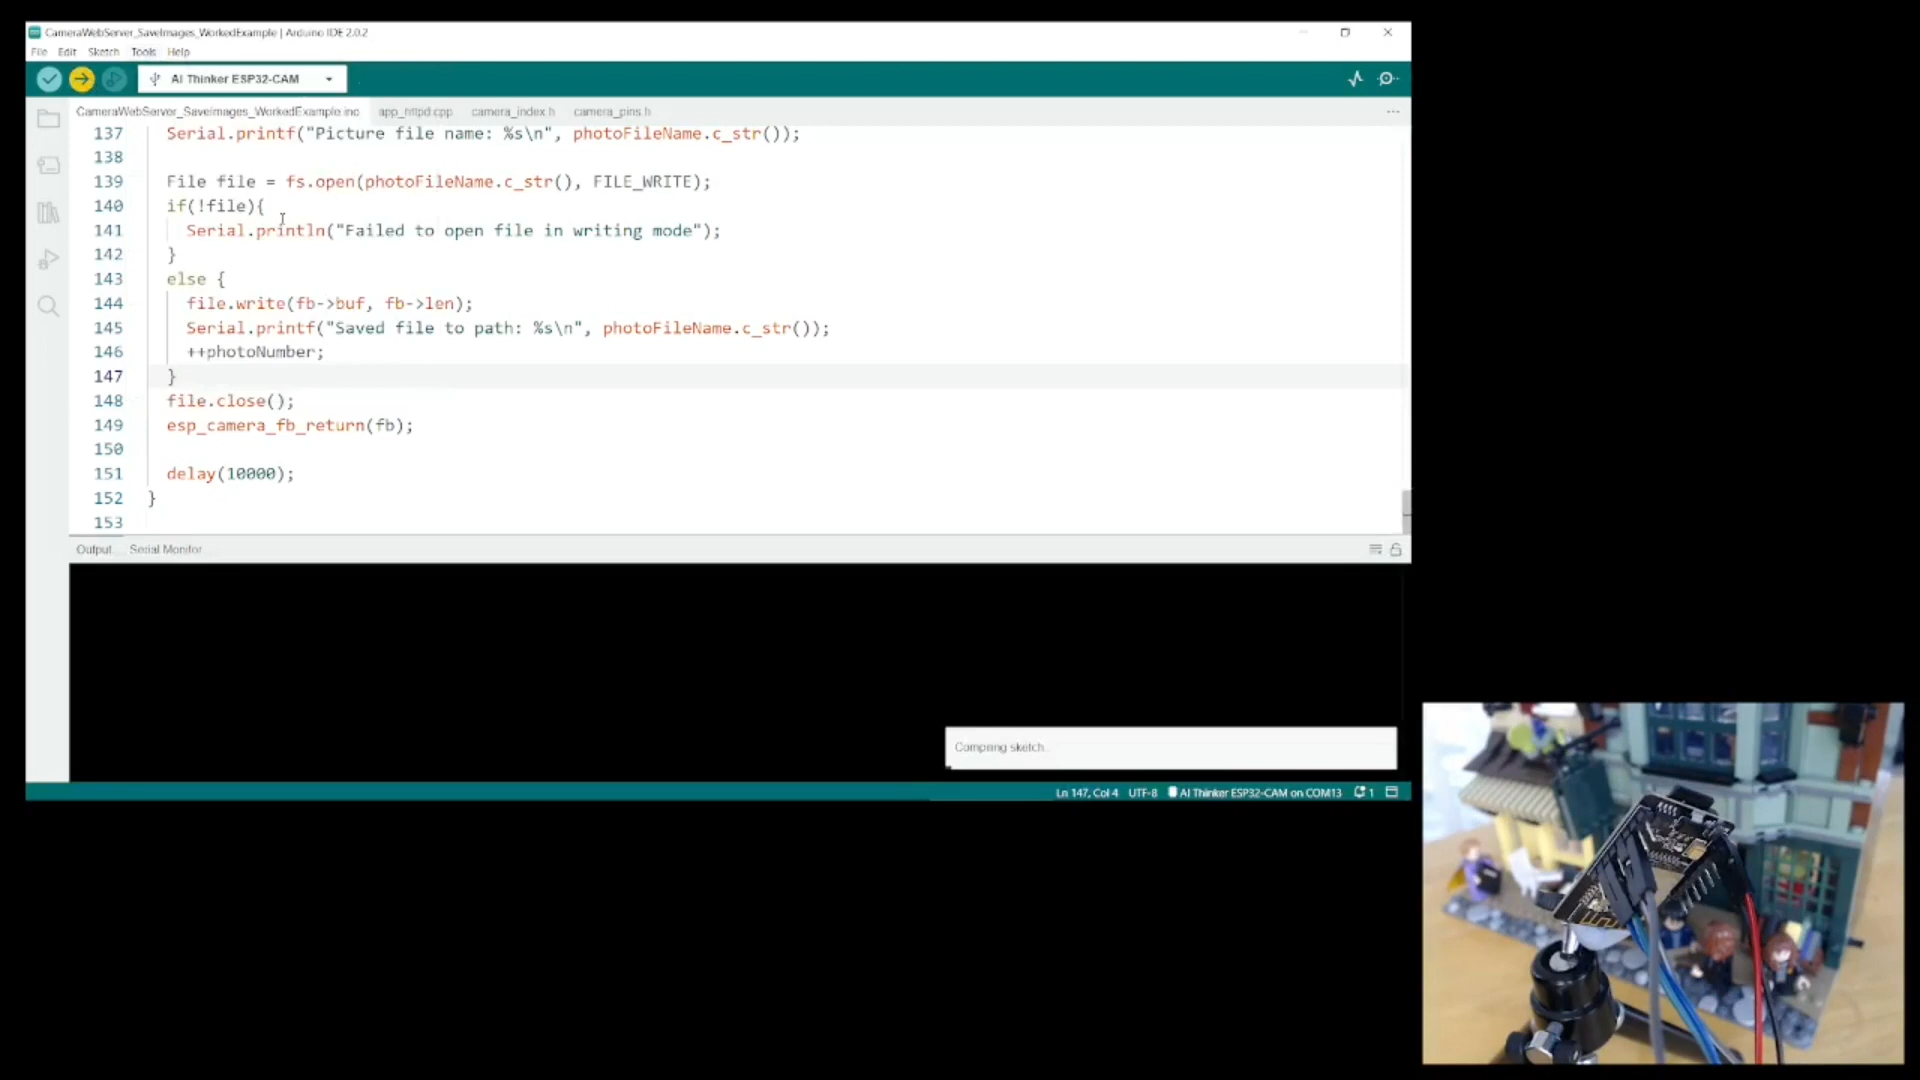 CameraWebServer_SaveImages_WorkedExample | Arduino IDE 2.0.2
File Edit Sketch Tools Help
AI Thinker ESP32-CAM
CameraWebServer_SaveImages_WorkedExample.ino app_httpd.cpp camera_index.h camera_pins.h ...
137 Serial.printf("Picture file name: %s\n", photoFileName.c_str());
138
139 File file = fs.open(photoFileName.c_str(), FILE_WRITE);
140 if(!file){
141 Serial.println("Failed to open file in writing mode");
142 }
143 else {
144 file.write(fb->buf, fb->len);
145 Serial.printf("Saved file to path: %s\n", photoFileName.c_str());
146 ++photoNumber;
147 }
148 file.close();
149 esp_camera_fb_return(fb);
150
151 delay(10000);
152 }
153
Output Serial Monitor
Compiling sketch...
Ln 147, Col 4 UTF-8 AI Thinker ESP32-CAM on COM13 1